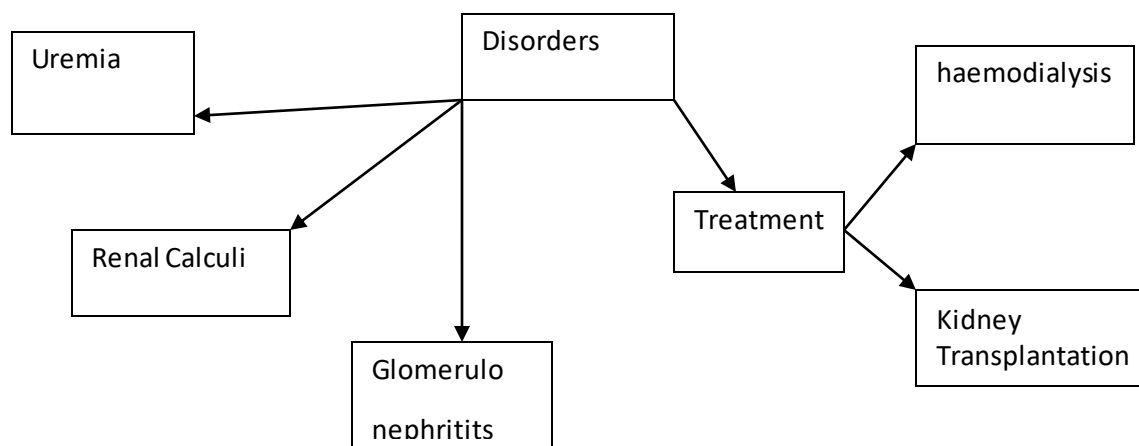 Disorders
Uremia
haemodialysis
Treatment
Renal Calculi
Kidney
Transplantation
Glomerulo
nephritits